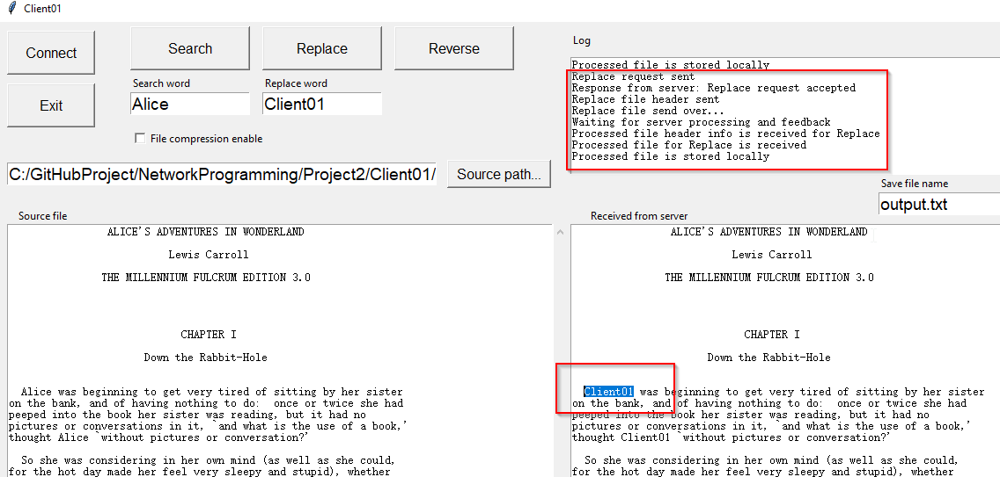 Client01
Connect
Search
Replace
Reverse
Log
Search word
Replace word
Alice
Client01
Exit
File compression enable
Processed file is stored locally
Replace request sent
Response from server: Replace request accepted
Replace file header sent
Replace file send over...
Waiting for server processing and feedback
Processed file header info is received for Replace
Processed file for Replace is received
Processed file is stored locally
C:/GitHubProject/NetworkProgramming/Project2/Client01/
Source path...
Save file name
output.txt
Source file
ALICE'S ADVENTURES IN WONDERLAND
Lewis Carroll
THE MILLENNIUM FULCRUM EDITION 3.0
CHAPTER I
Down the Rabbit-Hole
Alice was beginning to get very tired of sitting by her sister
on the bank, and of having nothing to do:  once or twice she had
peeped into the book her sister was reading, but it had no
pictures or conversations in it, `and what is the use of a book,'
thought Alice `without pictures or conversation?'
So she was considering in her own mind (as well as she could,
for the hot day made her feel very sleepy and stupid), whether
Received from server
ALICE'S ADVENTURES IN WONDERLAND
Lewis Carroll
THE MILLENNIUM FULCRUM EDITION 3.0
CHAPTER I
Down the Rabbit-Hole
Client01 was beginning to get very tired of sitting by her sister
on the bank, and of having nothing to do:  once or twice she had
peeped into the book her sister was reading, but it had no
pictures or conversations in it, `and what is the use of a book,'
thought Client01 `without pictures or conversation?'
So she was considering in her own mind (as well as she could,
for the hot day made her feel very sleepy and stupid), whether